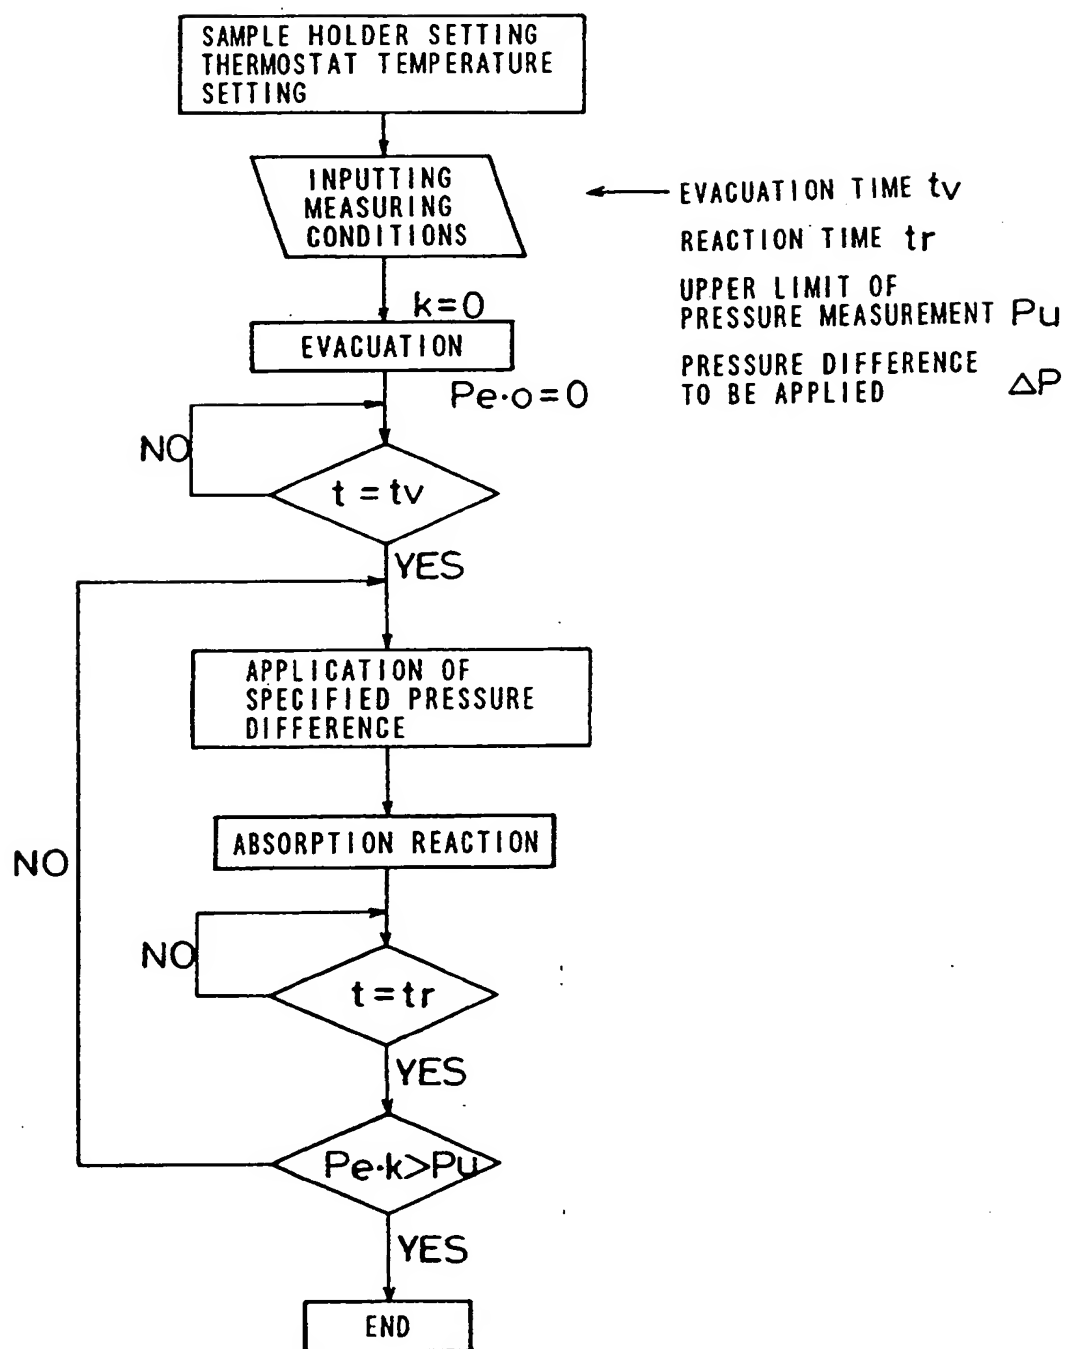 SAMPLE HOLDER SETTING
THERMOSTAT TEMPERATURE
SETTING
INPUTTING
MEASURING
CONDITIONS
EVACUATION TIME tv
REACTION TIME tr
UPPER LIMIT OF
PRESSURE MEASUREMENT Pu
PRESSURE DIFFERENCE
TO BE APPLIED ΔP
k=0
EVACUATION
Pe·o=0
NO
t=tv
YES
APPLICATION OF
SPECIFIED PRESSURE
DIFFERENCE
ABSORPTION REACTION
NO
NO
t=tr
YES
Pe·k>Pu
YES
END